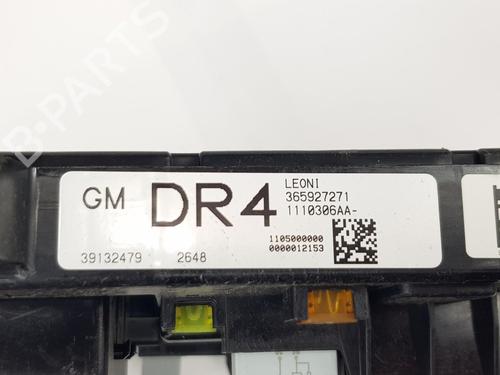 B-PARTS
GM DR4
LEONI
365927271
1110306AA-
1105000000
0000012153
39132479 2648